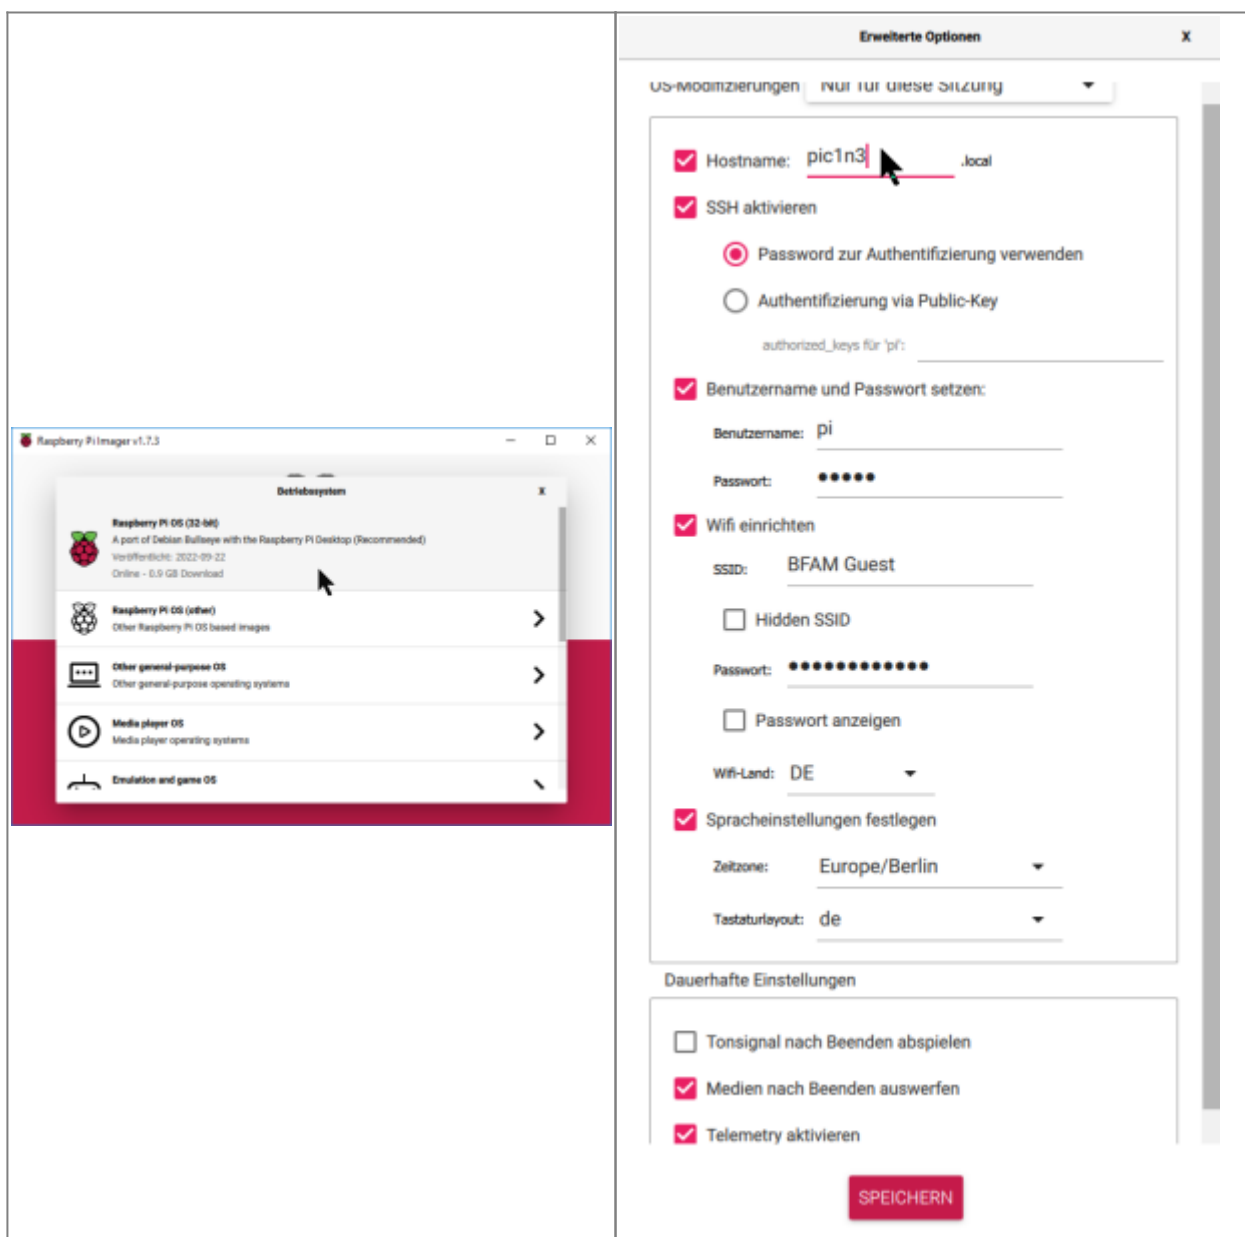 Raspberry Pi Imager v1.7.3
Betriebssystem
X
Raspberry Pi OS (32-bit)
A port of Debian Bullseye with the Raspberry Pi Desktop (Recommended)
Veröffentlicht: 2022-09-22
Online - 0.9 GB Download
Raspberry Pi OS (other)
Other Raspberry Pi OS based images
Other general-purpose OS
Other general-purpose operating systems
Media player OS
Media player operating systems
Emulation and game OS
Erweiterte Optionen
X
OS-Modifizierungen Nur für diese Sitzung
Hostname: pic1n3 .local
SSH aktivieren
Password zur Authentifizierung verwenden
Authentifizierung via Public-Key
authorized_keys für 'pi':
Benutzername und Passwort setzen:
Benutzername: pi
Passwort: •••••
Wifi einrichten
SSID: BFAM Guest
Hidden SSID
Passwort: ••••••••••••
Passwort anzeigen
Wifi-Land: DE
Spracheinstellungen festlegen
Zeitzone: Europe/Berlin
Tastaturlayout: de
Dauerhafte Einstellungen
Tonsignal nach Beenden abspielen
Medien nach Beenden auswerfen
Telemetry aktivieren
SPEICHERN